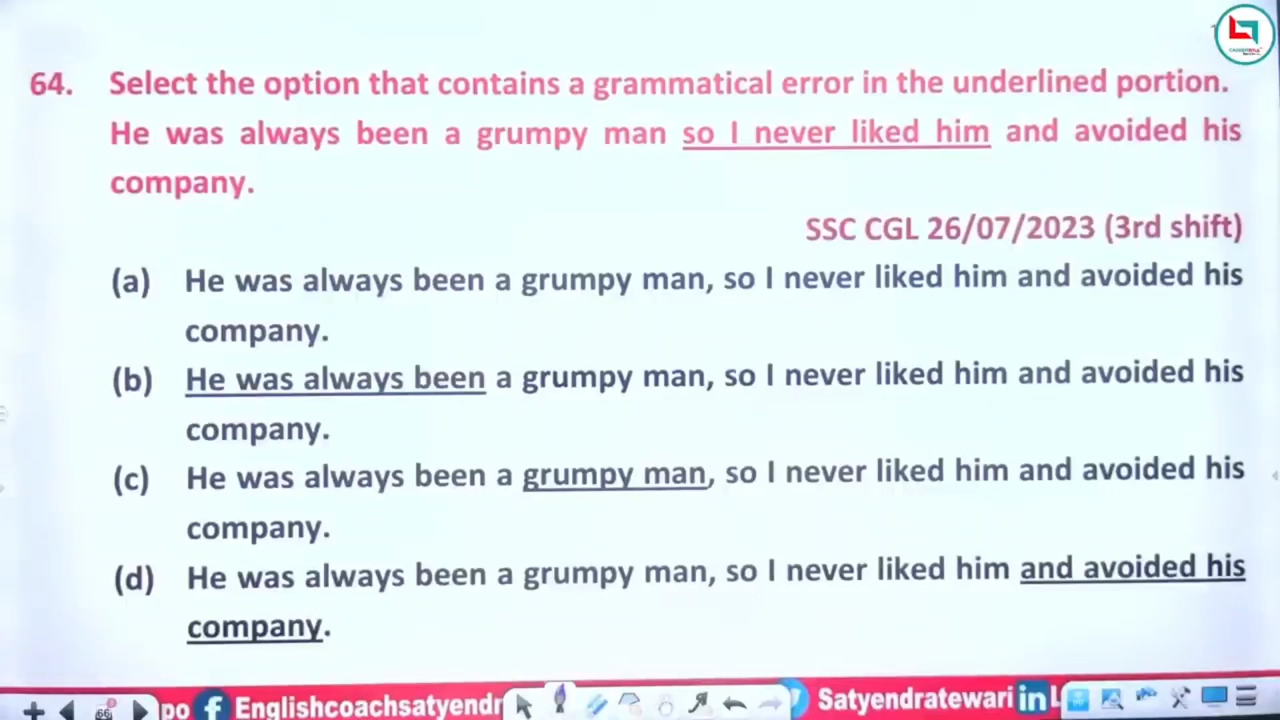 64. Select the option that contains a grammatical error in the underlined portion.
He was always been a grumpy man so I never liked him and avoided his
company.
SSC CGL 26/07/2023 (3rd shift)
(a) He was always been a grumpy man, so I never liked him and avoided his
company.
(b) He was always been a grumpy man, so I never liked him and avoided his
company.
(c) He was always been a grumpy man, so I never liked him and avoided his
company.
(d) He was always been a grumpy man, so I never liked him and avoided his
company.
66 po f Englishcoachsatyendr Satyendratewari in L